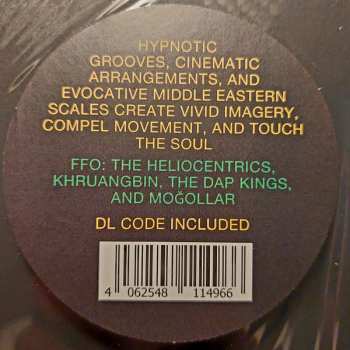 HYPNOTIC
GROOVES, CINEMATIC
ARRANGEMENTS, AND
EVOCATIVE MIDDLE EASTERN
SCALES CREATE VIVID IMAGERY,
COMPEL MOVEMENT, AND TOUCH
THE SOUL
FFO: THE HELIOCENTRICS,
KHRUANGBIN, THE DAP KINGS,
AND MOĞOLLAR
DL CODE INCLUDED
4 062548 114966